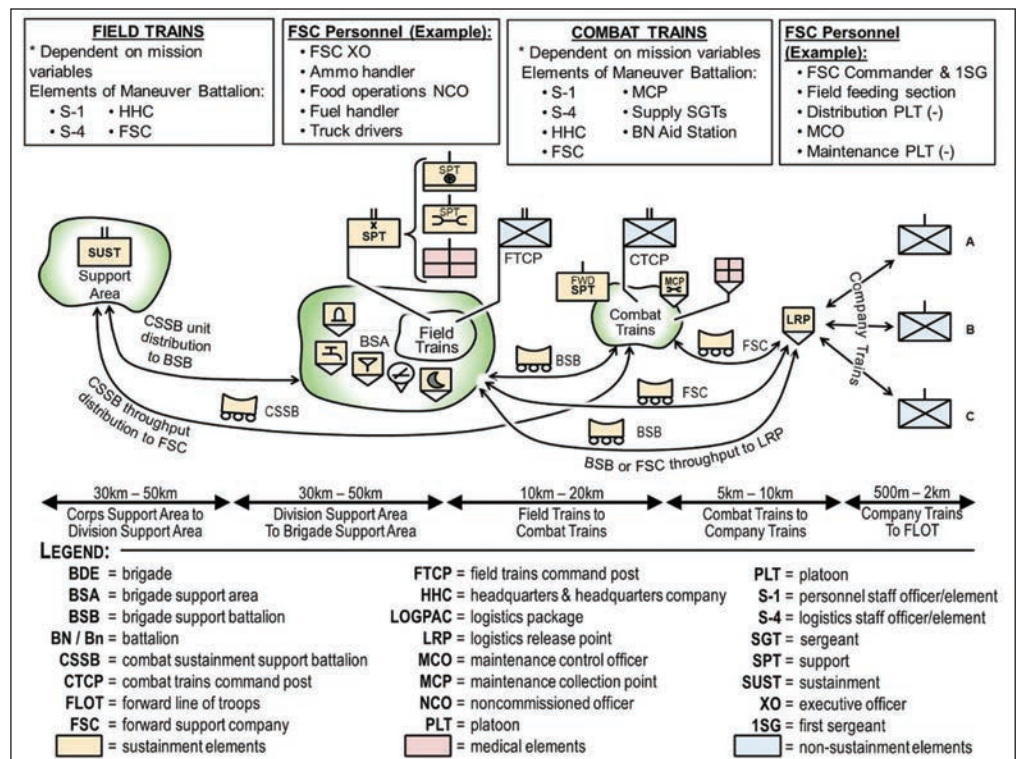 FIELD TRAINS
* Dependent on mission
variables
Elements of Maneuver Battalion:
• S-1 • HHC
• S-4 • FSC
FSC Personnel (Example):
• FSC XO
• Ammo handler
• Food operations NCO
• Fuel handler
• Truck drivers
COMBAT TRAINS
* Dependent on mission variables
Elements of Maneuver Battalion:
• S-1 • MCP
• S-4 • Supply SGTs
HHC • BN Aid Station
• FSC
FSC Personnel
(Example):
• FSC Commander & 1SG
• Field feeding section
• Distribution PLT (-)
• MCO
• Maintenance PLT (-)
SUST
Support
Area
X
SPT
SPT
SPT
FTCP
CTCP
FWD
SPT
MCP
Combat
Trains
BSA
Field
Trains
LRP
Company Trains
A
B
C
CSSB unit
distribution
to BSB
CSSB throughput
distribution to FSC
CSSB
BSB
FSC
FSC
BSB
BSB or FSC throughput to LRP
30km – 50km
Corps Support Area to
Division Support Area
30km – 50km
Division Support Area
To Brigade Support Area
10km – 20km
Field Trains to
Combat Trains
5km – 10km
Combat Trains to
Company Trains
500m – 2km
Company Trains
To FLOT
LEGEND:
BDE = brigade
BSA = brigade support area
BSB = brigade support battalion
BN / Bn = battalion
CSSB = combat sustainment support battalion
CTCP = combat trains command post
FLOT = forward line of troops
FSC = forward support company
= sustainment elements
FTCP = field trains command post
HHC = headquarters & headquarters company
LOGPAC = logistics package
LRP = logistics release point
MCO = maintenance control officer
MCP = maintenance collection point
NCO = noncommissioned officer
PLT = platoon
= medical elements
PLT = platoon
S-1 = personnel staff officer/element
S-4 = logistics staff officer/element
SGT = sergeant
SPT = support
SUST = sustainment
XO = executive officer
1SG = first sergeant
= non-sustainment elements